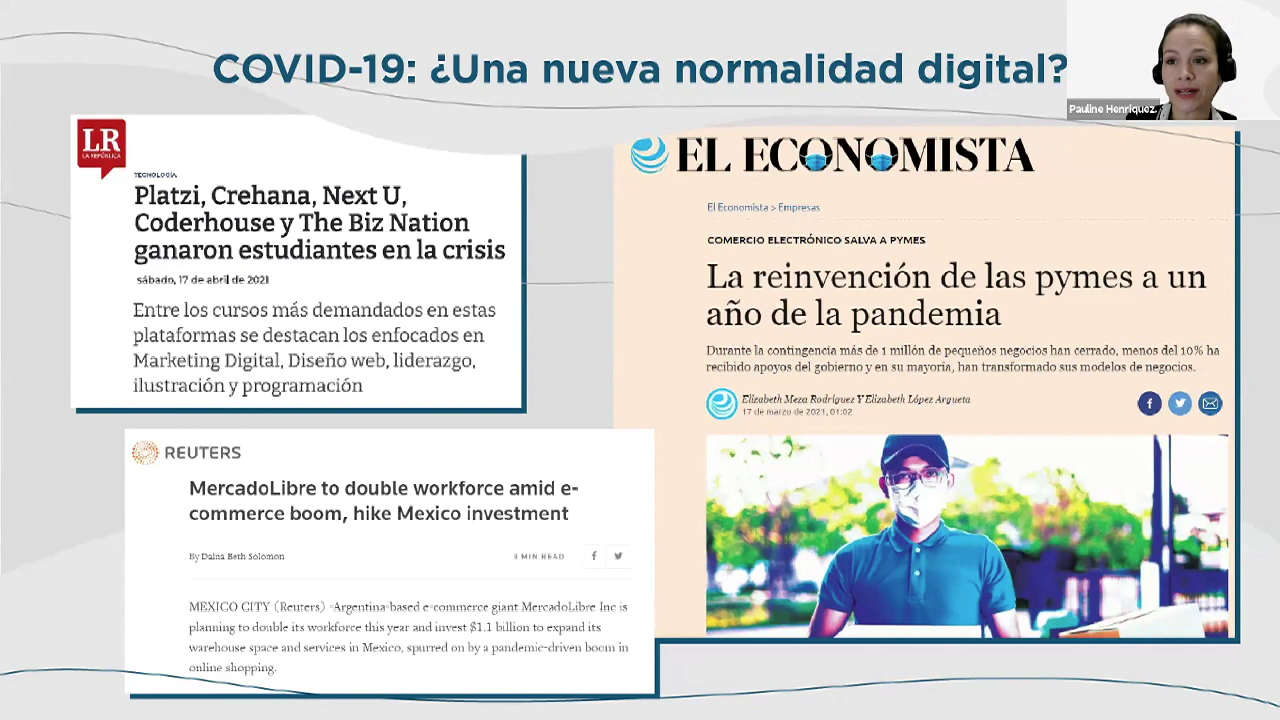 COVID-19: ¿Una nueva normalidad digital?
Pauline Henríquez.
LR
LA REPÚBLICA
TECNOLOGÍA
Platzi, Crehana, Next U,
Coderhouse y The Biz Nation
ganaron estudiantes en la crisis
sábado, 17 de abril de 2021
Entre los cursos más demandados en estas
plataformas se destacan los enfocados en
Marketing Digital, Diseño web, liderazgo,
ilustración y programación
EL ECONOMISTA
El Economista > Empresas
COMERCIO ELECTRÓNICO SALVA A PYMES
La reinvención de las pymes a un
año de la pandemia
Durante la contingencia más de 1 millón de pequeños negocios han cerrado, menos del 10% ha
recibido apoyos del gobierno y en su mayoría, han transformado sus modelos de negocios.
Elizabeth Meza Rodríguez Y Elizabeth López Argueta
17 de marzo de 2021, 01:02
REUTERS
MercadoLibre to double workforce amid e-
commerce boom, hike Mexico investment
By Daina Beth Solomon
3 MIN READ
MEXICO CITY (Reuters) -Argentina-based e-commerce giant MercadoLibre Inc is
planning to double its workforce this year and invest $1.1 billion to expand its
warehouse space and services in Mexico, spurred on by a pandemic-driven boom in
online shopping.